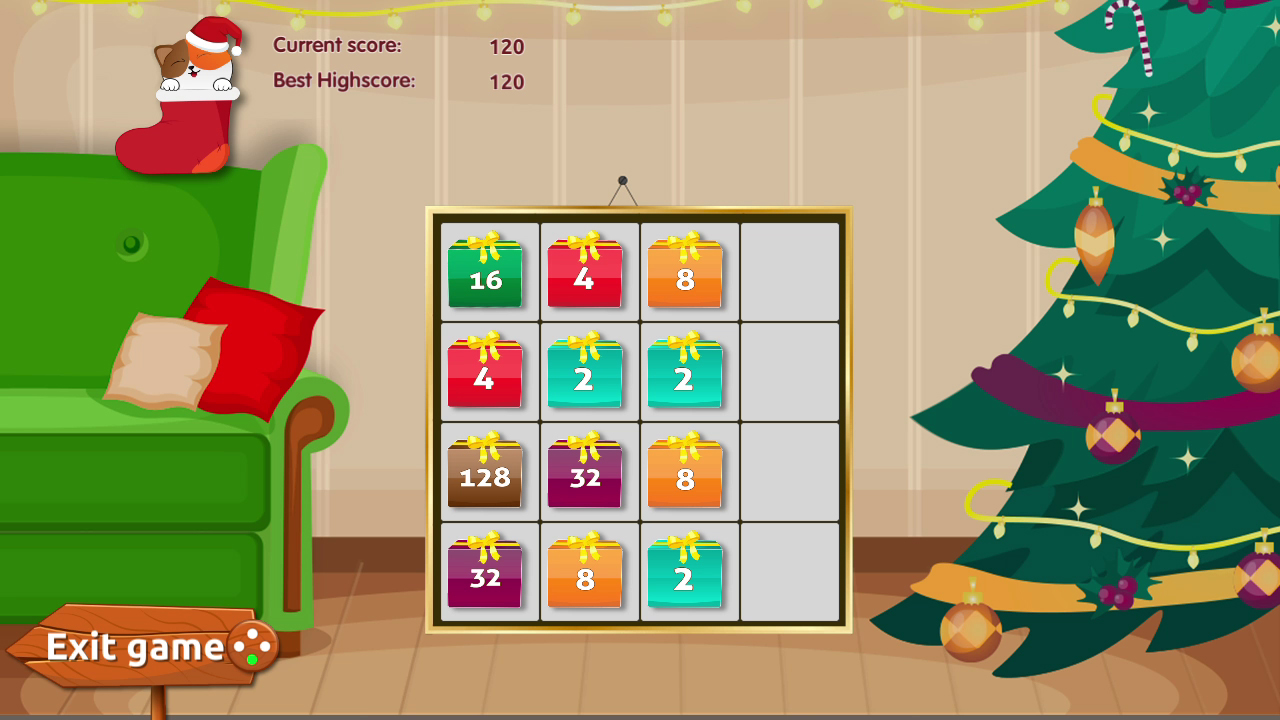 Current score: 120
Best Highscore: 120
16 4 8
4 2 2
128 32 8
32 8 2
Exit game